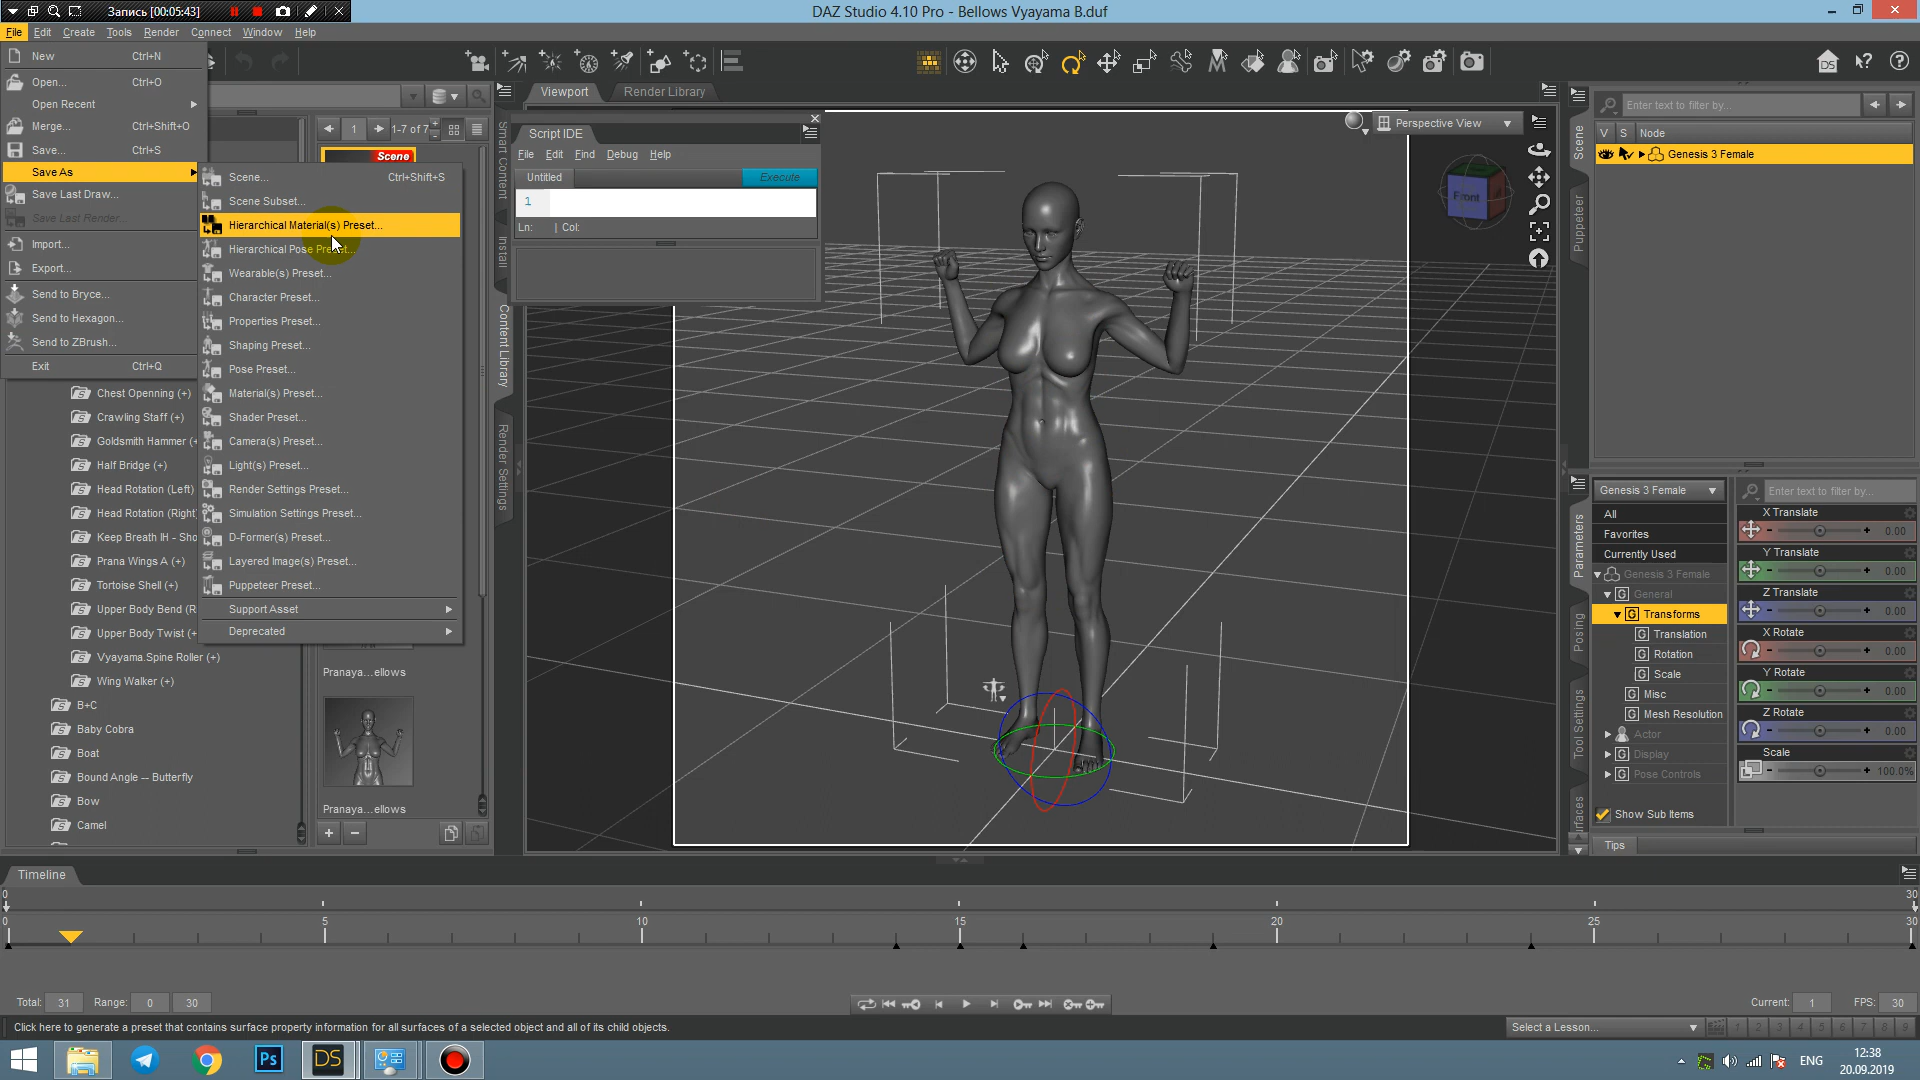 Запись [00:05:43]
DAZ Studio 4.10 Pro - Bellows Vyayama B.duf
File Edit Create Tools Render Connect Window Help
New Ctrl+N
Open... Ctrl+O
Open Recent
Merge... Ctrl+Shift+O
Save... Ctrl+S
Save As
Save Last Draw...
Save Last Render...
Import...
Export...
Send to Bryce...
Send to Hexagon...
Send to ZBrush...
Exit Ctrl+Q
Scene... Ctrl+Shift+S
Scene Subset...
Hierarchical Material(s) Preset...
Hierarchical Pose Preset...
Wearable(s) Preset...
Character Preset...
Properties Preset...
Shaping Preset...
Pose Preset...
Material(s) Preset...
Shader Preset...
Camera(s) Preset...
Light(s) Preset...
Render Settings Preset...
Simulation Settings Preset...
D-Former(s) Preset...
Layered Image(s) Preset...
Puppeteer Preset...
Support Asset
Deprecated
Chest Openning (+)
Crawling Staff (+)
Goldsmith Hammer (+
Half Bridge (+)
Head Rotation (Left)
Head Rotation (Right
Keep Breath IH - Sho
Prana Wings A (+)
Tortoise Shell (+)
Upper Body Bend (R
Upper Body Twist (+
Vyayama.Spine Roller (+)
Wing Walker (+)
B+C
Baby Cobra
Boat
Bound Angle -- Butterfly
Bow
Camel
1 1-7 of 7
Scene
Pranaya...ellows
Pranaya...ellows
Smart Content
Install
Content Library
Render Settings
Viewport Render Library
Script IDE
File Edit Find Debug Help
Untitled Execute
1
Ln: | Col:
Perspective View
Front
Scene
Puppeteer
Enter text to filter by...
V S Node
Genesis 3 Female
Parameters
Posing
Tool Settings
Genesis 3 Female
Enter text to filter by...
All
Favorites
Currently Used
Genesis 3 Female
General
Transforms
Translation
Rotation
Scale
Misc
Mesh Resolution
Actor
Display
Pose Controls
Show Sub Items
X Translate
0.00
Y Translate
0.00
Z Translate
0.00
X Rotate
0.00
Y Rotate
0.00
Z Rotate
0.00
Scale
100.0%
Tips
Timeline
0 30
0 5 10 15 20 25 30
Total: 31 Range: 0 30 Current: 1 FPS: 30
Click here to generate a preset that contains surface property information for all surfaces of a selected object and all of its child objects.
Select a Lesson... 1 2 3 4 5 6 7 8 9
Ps DS ENG 12:38
20.09.2019